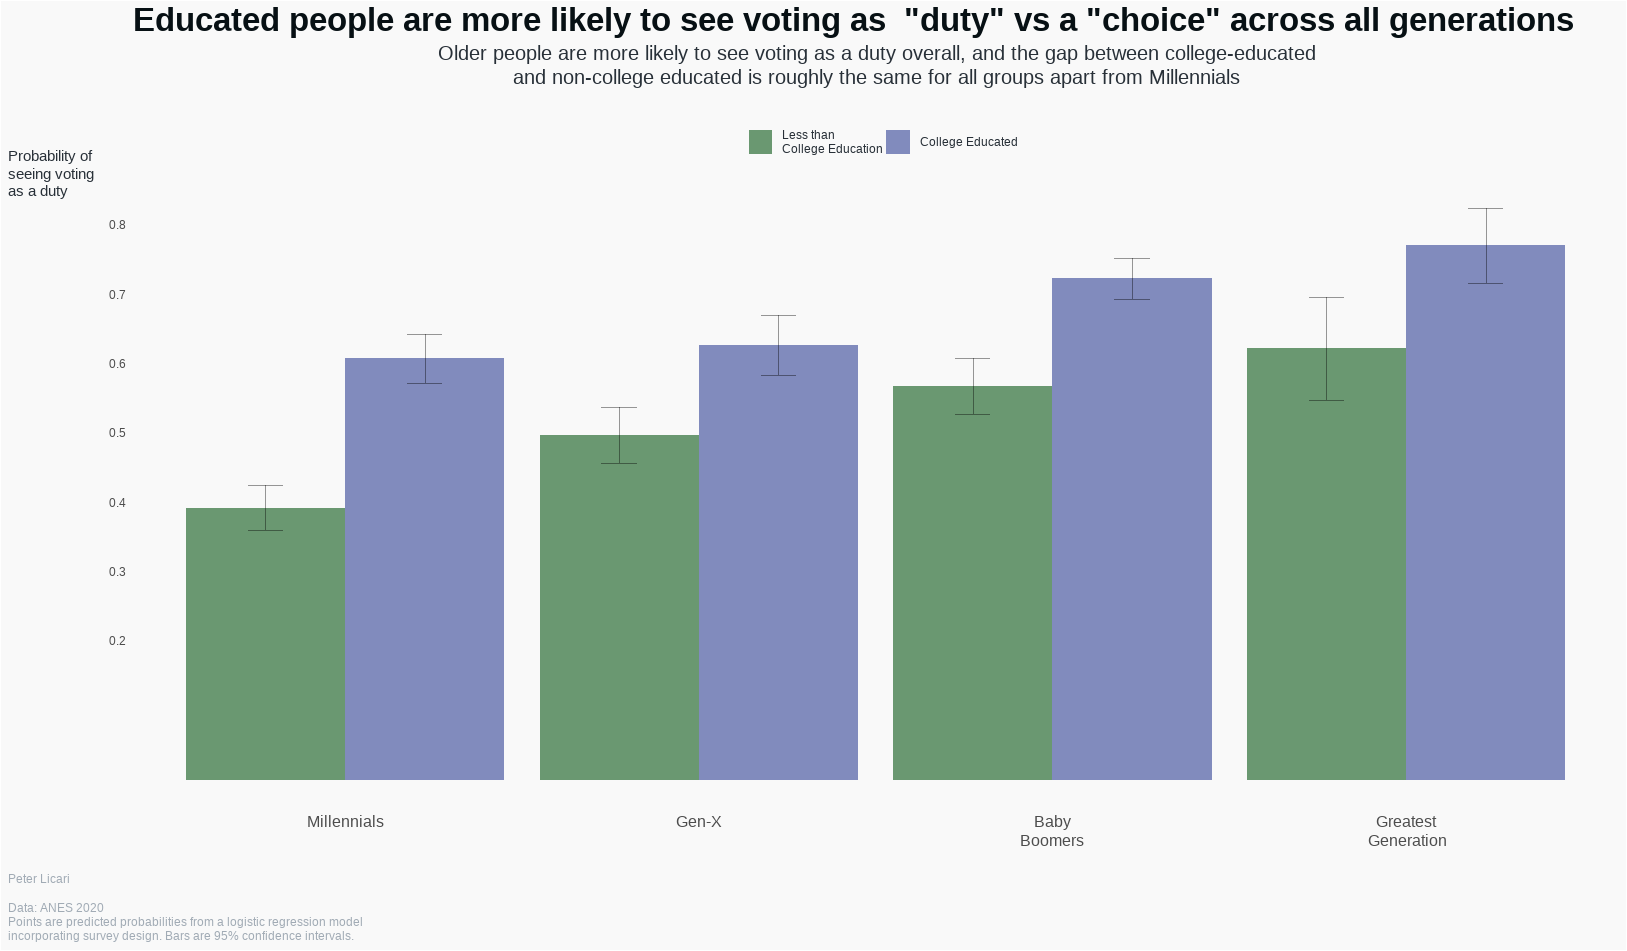 Educated people are more likely to see voting as  "duty" vs a "choice" across all generations
Older people are more likely to see voting as a duty overall, and the gap between college-educated
and non-college educated is roughly the same for all groups apart from Millennials
Less than
College Education
College Educated
Probability of
seeing voting
as a duty
0.8
0.7
0.6
0.5
0.4
0.3
0.2
Millennials
Gen-X
Baby
Boomers
Greatest
Generation
Peter Licari
Data: ANES 2020
Points are predicted probabilities from a logistic regression model
incorporating survey design. Bars are 95% confidence intervals.